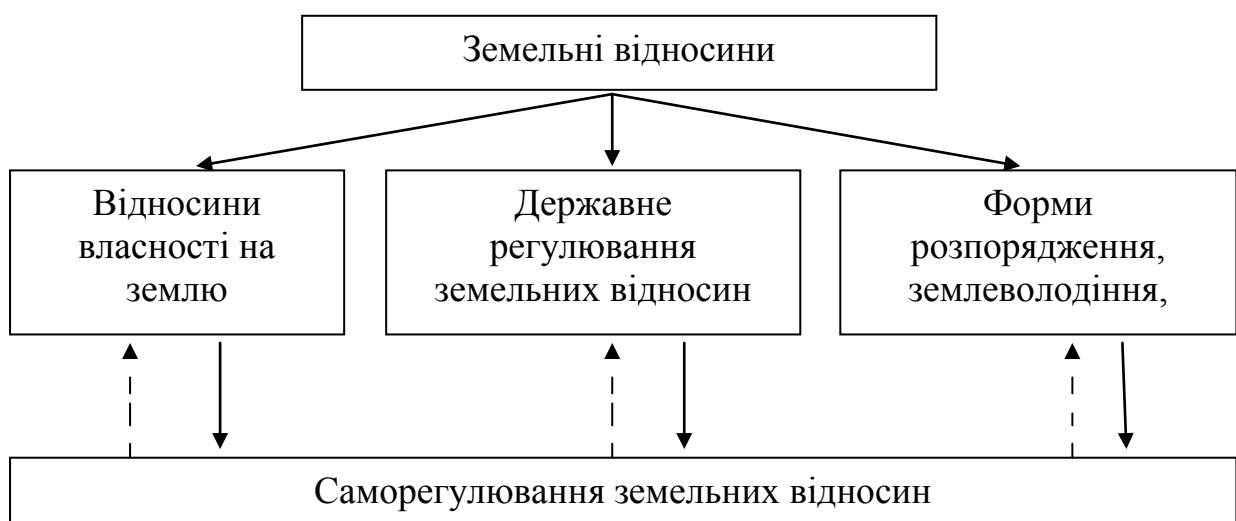 Земельні відносини
Відносини
власності на
землю
Державне
регулювання
земельних відносин
Форми
розпорядження,
землеволодіння,
Саморегулювання земельних відносин